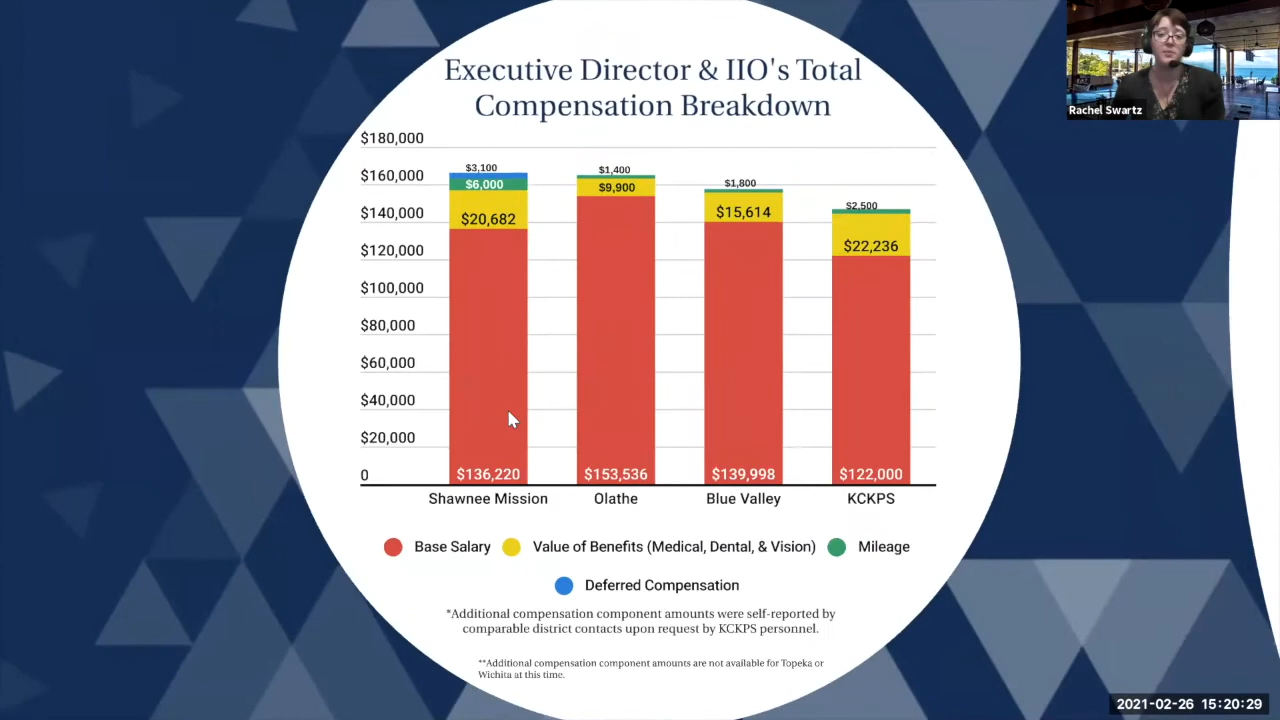 Executive Director & IIO's Total
Compensation Breakdown
Rachel Swartz
$180,000
$160,000
$140,000
$120,000
$100,000
$80,000
$60,000
$40,000
$20,000
0
$3,100
$6,000
$20,682
$136,220
$1,400
$9,900
$153,536
$1,800
$15,614
$139,998
$2,500
$22,236
$122,000
Shawnee Mission Olathe Blue Valley KCKPS
Base Salary Value of Benefits (Medical, Dental, & Vision) Mileage
Deferred Compensation
*Additional compensation component amounts were self-reported by
comparable district contacts upon request by KCKPS personnel.
**Additional compensation component amounts are not available for Topeka or
Wichita at this time.
2021-02-26 15:20:29